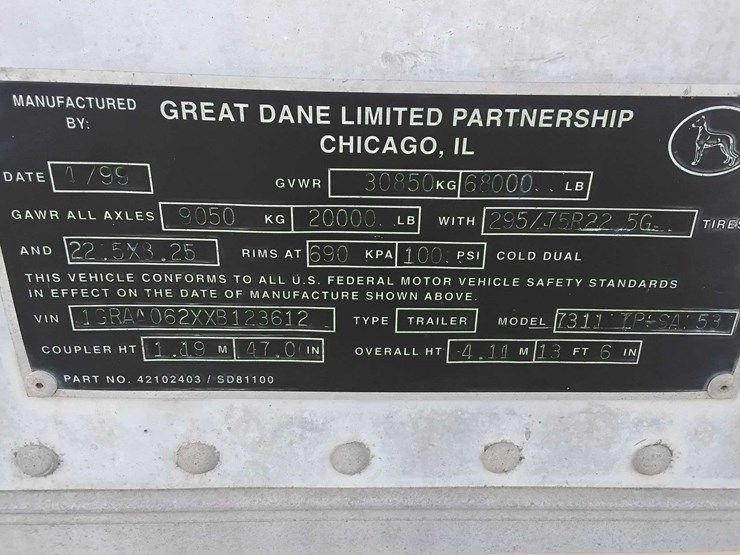 MANUFACTURED BY: GREAT DANE LIMITED PARTNERSHIP
CHICAGO, IL
DATE 1/99 GVWR 30850 KG 68000.. LB
GAWR ALL AXLES 9050 KG 20000. LB WITH 295/75R22.5G.. TIRES
AND 22.5X8.25 RIMS AT 690 KPA 100. PSI COLD DUAL
THIS VEHICLE CONFORMS TO ALL U.S. FEDERAL MOTOR VEHICLE SAFETY STANDARDS
IN EFFECT ON THE DATE OF MANUFACTURE SHOWN ABOVE.
VIN 1GRAA062XXB123612 TYPE TRAILER MODEL 53
COUPLER HT 1.19 M 47.0 IN OVERALL HT 4.11 M 13 FT 6 IN
PART NO. 42102403 / SD81100